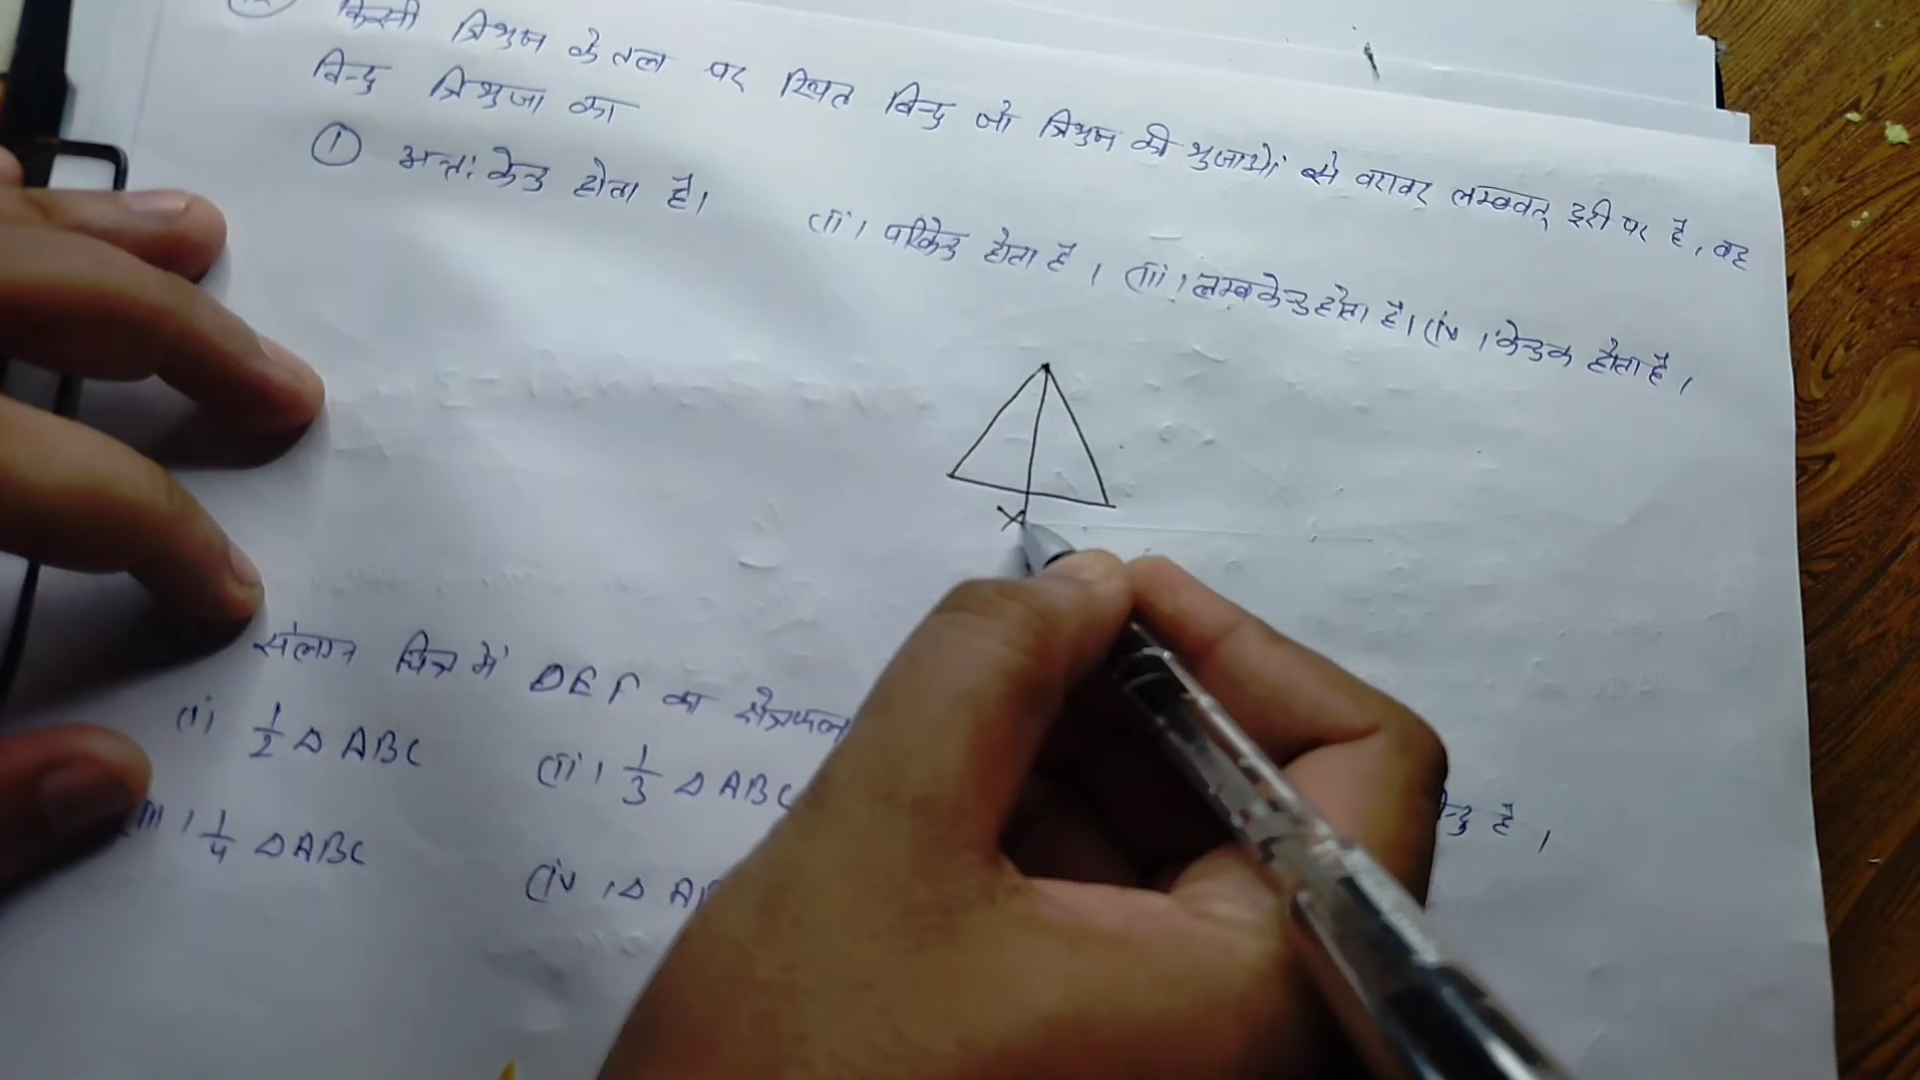 किसी त्रिभुज के तल पर स्थित बिन्दु जो त्रिभुज की भुजाओं से बराबर लम्बवत् दूरी पर है, वह
बिन्दु त्रिभुजा का
① अन्तः केन्द्र होता है। (ii) परिकेन्द्र होता है। (iii) लम्बकेन्द्र होता है। (iv) केन्द्रक होता है।
संलग्न चित्र में DEF का क्षेत्रफल
(i) 1/2 Δ ABC (ii) 1/3 Δ ABC
है।
(iii) 1/4 Δ ABC (iv) Δ AB